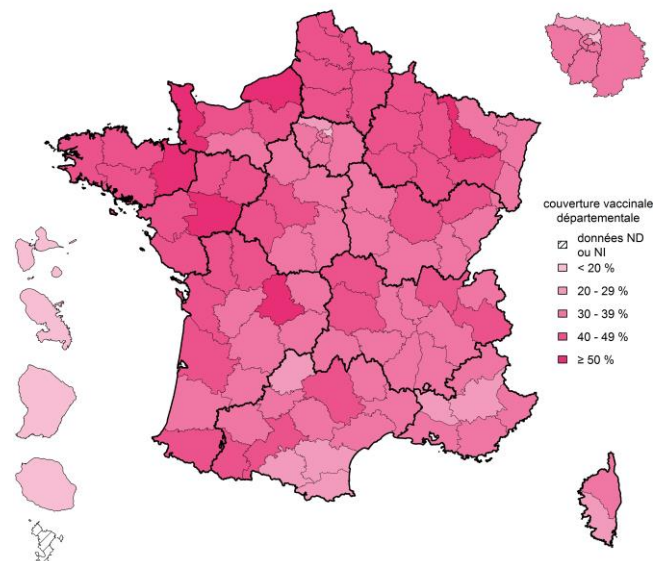 couverture vaccinale
départementale
données ND
ou NI
< 20 %
20 - 29 %
30 - 39 %
40 - 49 %
≥ 50 %